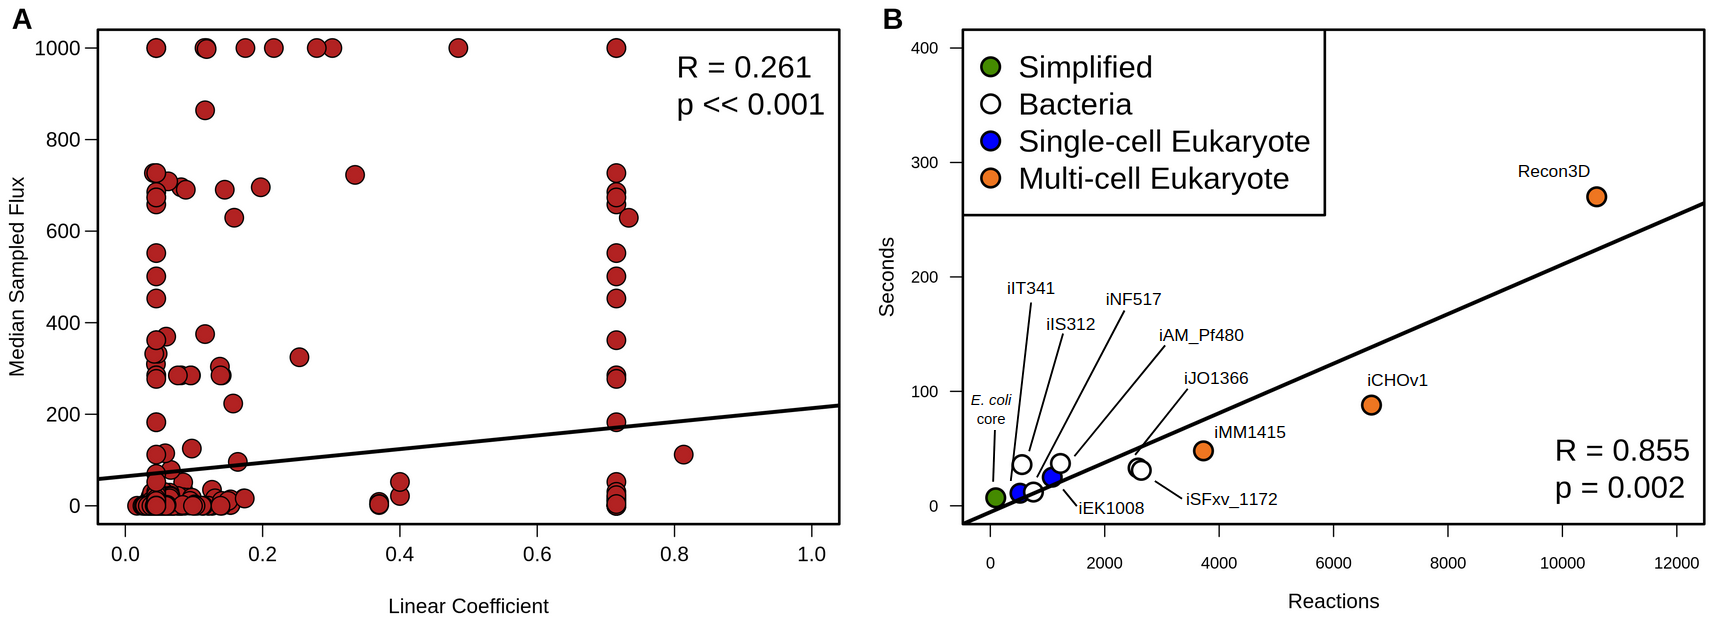 A
1000
800
600
400
200
0
Median Sampled Flux
R = 0.261
p << 0.001
0.0 0.2 0.4 0.6 0.8 1.0
Linear Coefficient
B
400
300
200
100
0
Seconds
Simplified
Bacteria
Single-cell Eukaryote
Multi-cell Eukaryote
Recon3D
iIT341
iNF517
iIS312
iAM_Pf480
iJO1366
iCHOv1
E. coli
core
iMM1415
iSFxv_1172
iEK1008
R = 0.855
p = 0.002
0 2000 4000 6000 8000 10000 12000
Reactions